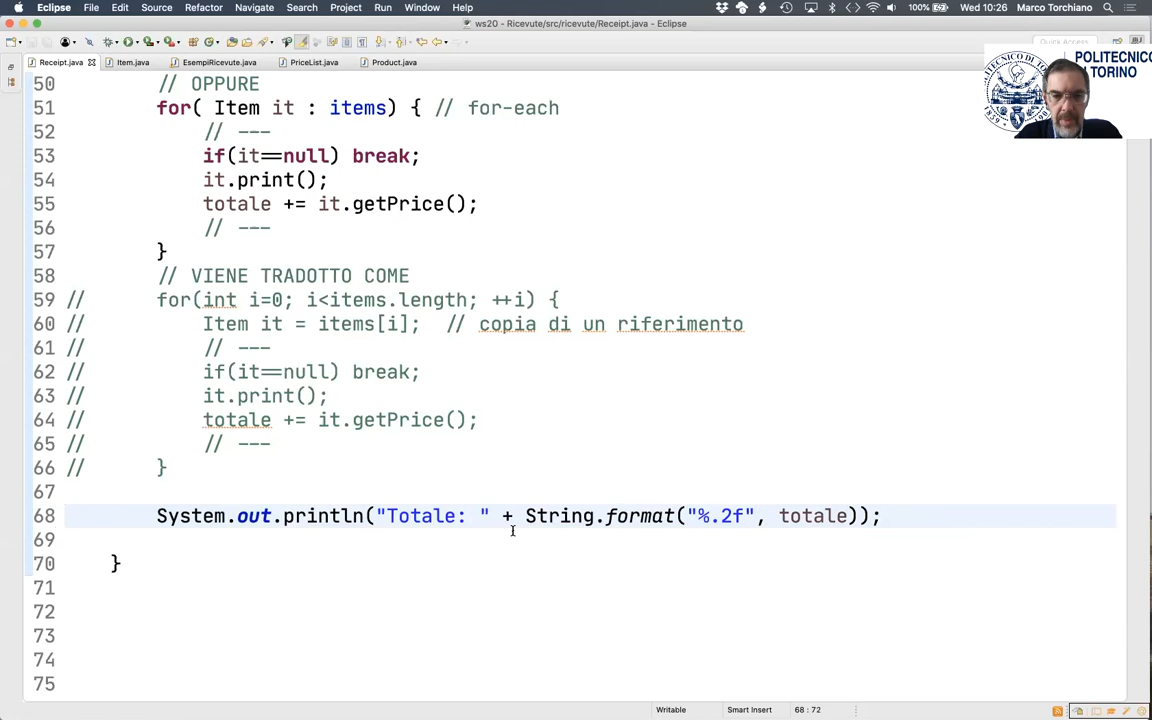 Eclipse File Edit Source Refactor Navigate Search Project Run Window Help 100% Wed 10:26 Marco Torchiano
ws20 - Ricevute/src/ricevute/Receipt.java - Eclipse
Quick Access
Receipt.java Item.java EsempiRicevute.java PriceList.java Product.java
POLITECNICO
DI TORINO
50 // OPPURE
51 for( Item it : items) { // for-each
52 // ---
53 if(it==null) break;
54 it.print();
55 totale += it.getPrice();
56 // ---
57 }
58 // VIENE TRADOTTO COME
59 // for(int i=0; i<items.length; ++i) {
60 // Item it = items[i]; // copia di un riferimento
61 // // ---
62 // if(it==null) break;
63 // it.print();
64 // totale += it.getPrice();
65 // // ---
66 // }
67
68 System.out.println("Totale: " + String.format("%.2f", totale));
69
70 }
71
72
73
74
75
Writable Smart Insert 68 : 72